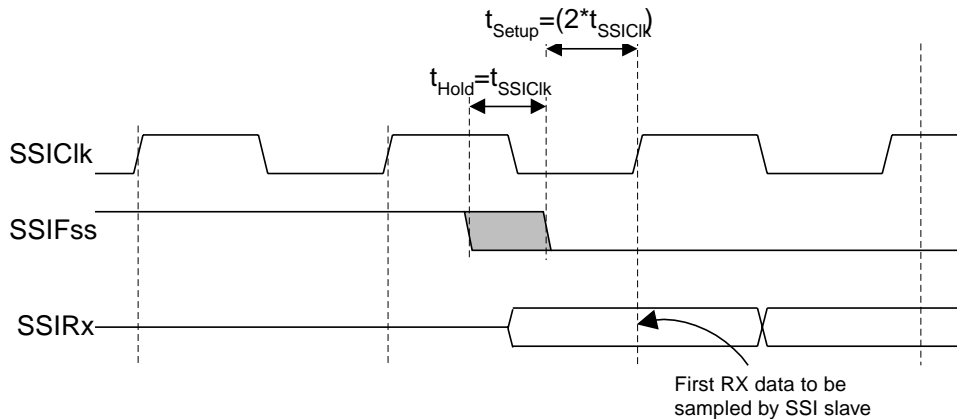 tSetup=(2*tSSIClk)
tHold=tSSIClk
SSIClk
SSIFss
SSIRx
First RX data to be
sampled by SSI slave